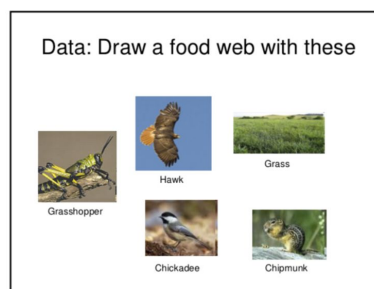 Data: Draw a food web with these
Hawk
Grass
Grasshopper
Chickadee
Chipmunk